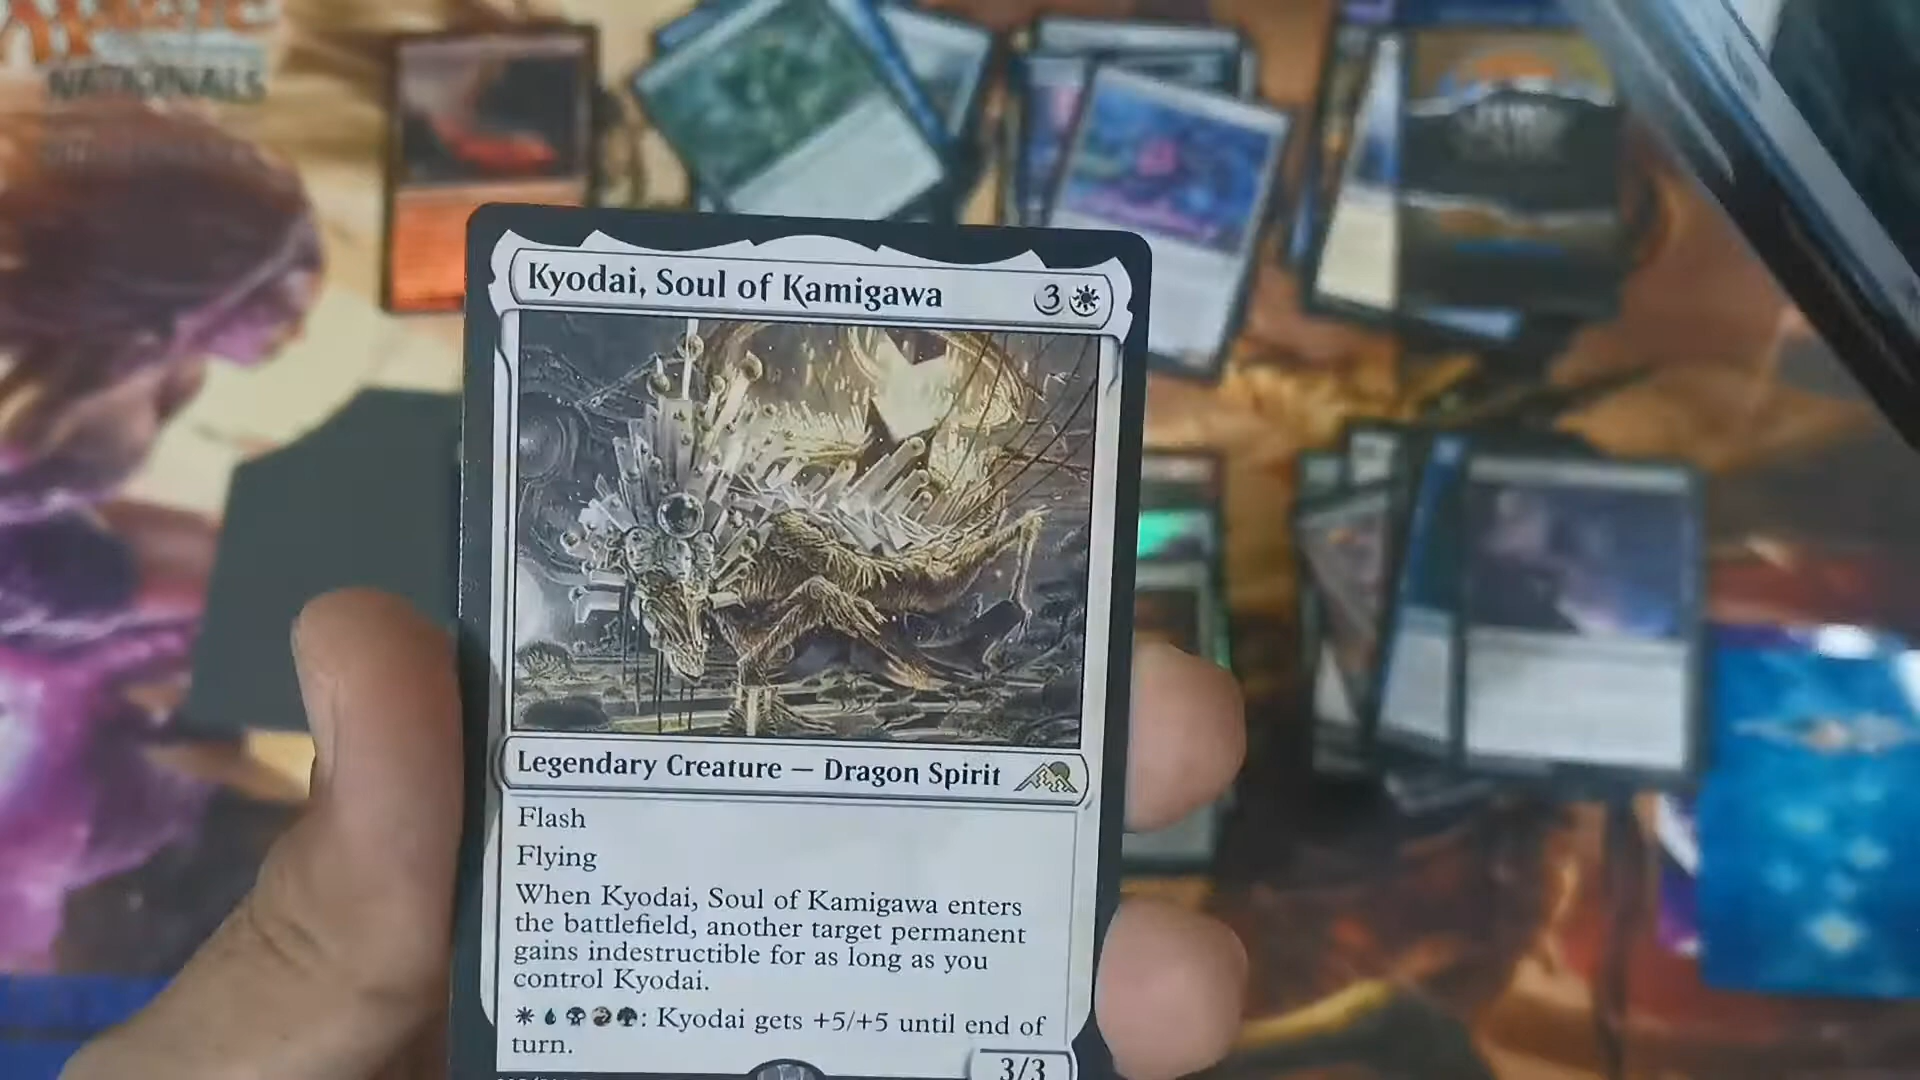 NATIONALS
Kyodai, Soul of Kamigawa 3
Legendary Creature — Dragon Spirit
Flash
Flying
When Kyodai, Soul of Kamigawa enters
the battlefield, another target permanent
gains indestructible for as long as you
control Kyodai.
: Kyodai gets +5/+5 until end of
turn.
3/3